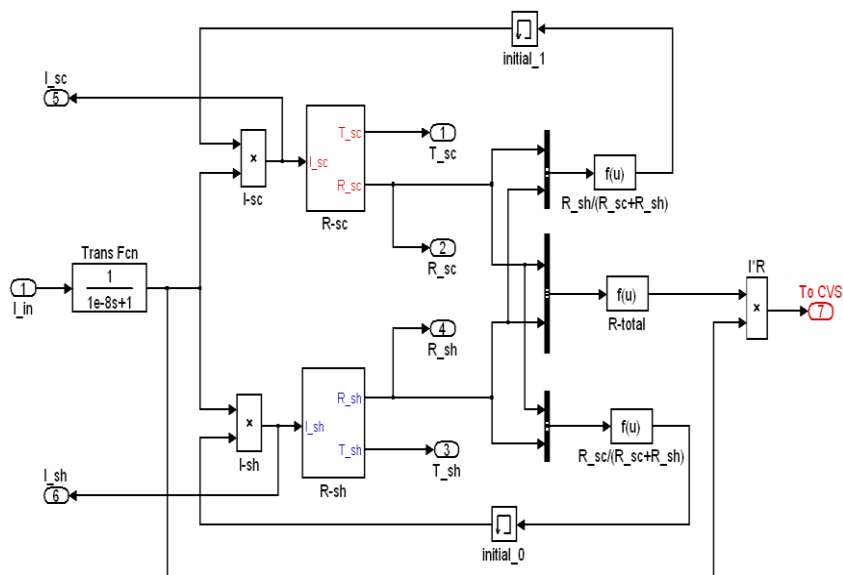 initial_1
I_sc
5
x
I-sc
I_sc
T_sc
R_sc
R-sc
1
T_sc
2
R_sc
f(u)
R_sh/(R_sc+R_sh)
Trans Fcn
1
1e-8s+1
1
I_in
f(u)
R-total
I*R
x
To CVS
7
4
R_sh
x
I-sh
I_sh
R_sh
T_sh
R-sh
3
T_sh
f(u)
R_sc/(R_sc+R_sh)
I_sh
6
initial_0